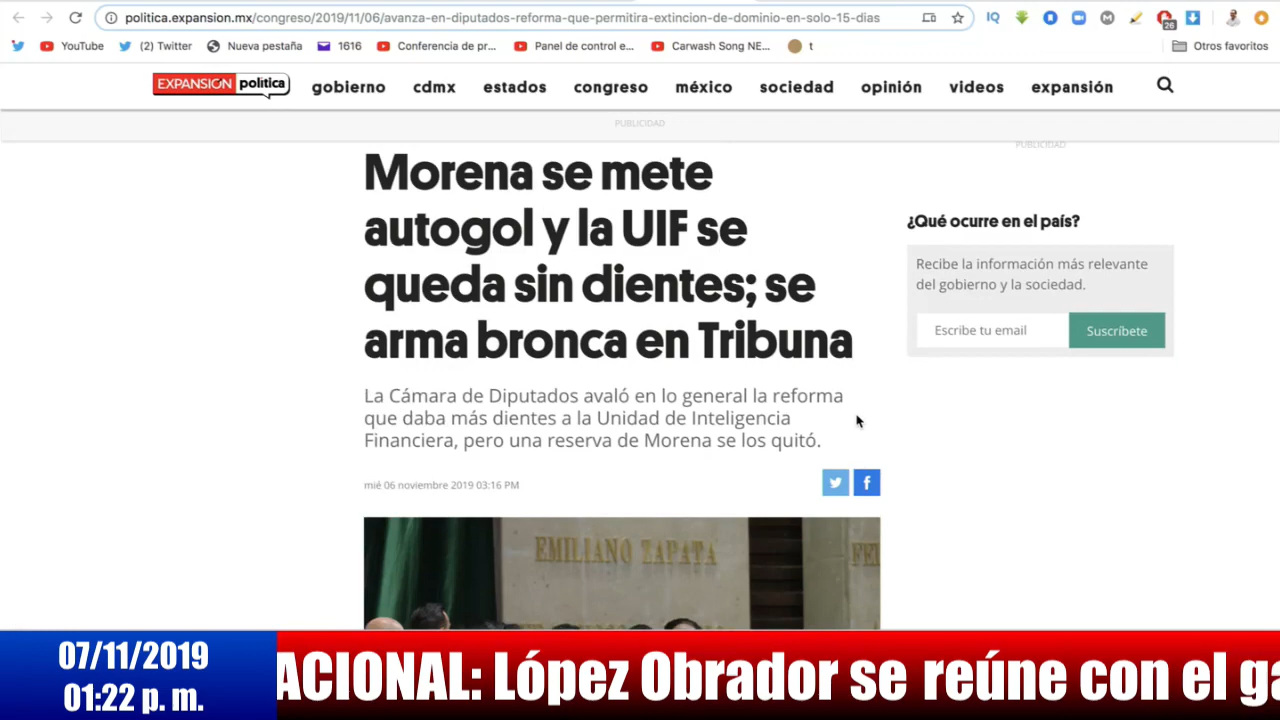 politica.expansion.mx/congreso/2019/11/06/avanza-en-diputados-reforma-que-permitira-extincion-de-dominio-en-solo-15-dias
IQ
26
YouTube
(2) Twitter
Nueva pestaña
1616
Conferencia de pr...
Panel de control e...
Carwash Song NE...
t
Otros favoritos
EXPANSIÓN política
gobierno
cdmx
estados
congreso
méxico
sociedad
opinión
videos
expansión
PUBLICIDAD
PUBLICIDAD
Morena se mete
autogol y la UIF se
queda sin dientes; se
arma bronca en Tribuna
La Cámara de Diputados avaló en lo general la reforma
que daba más dientes a la Unidad de Inteligencia
Financiera, pero una reserva de Morena se los quitó.
mié 06 noviembre 2019 03:16 PM
¿Qué ocurre en el país?
Recibe la información más relevante
del gobierno y la sociedad.
Escribe tu email
Suscríbete
EMILIANO ZAPATA
FE
07/11/2019
01:22 p. m.
ACIONAL: López Obrador se reúne con el ga